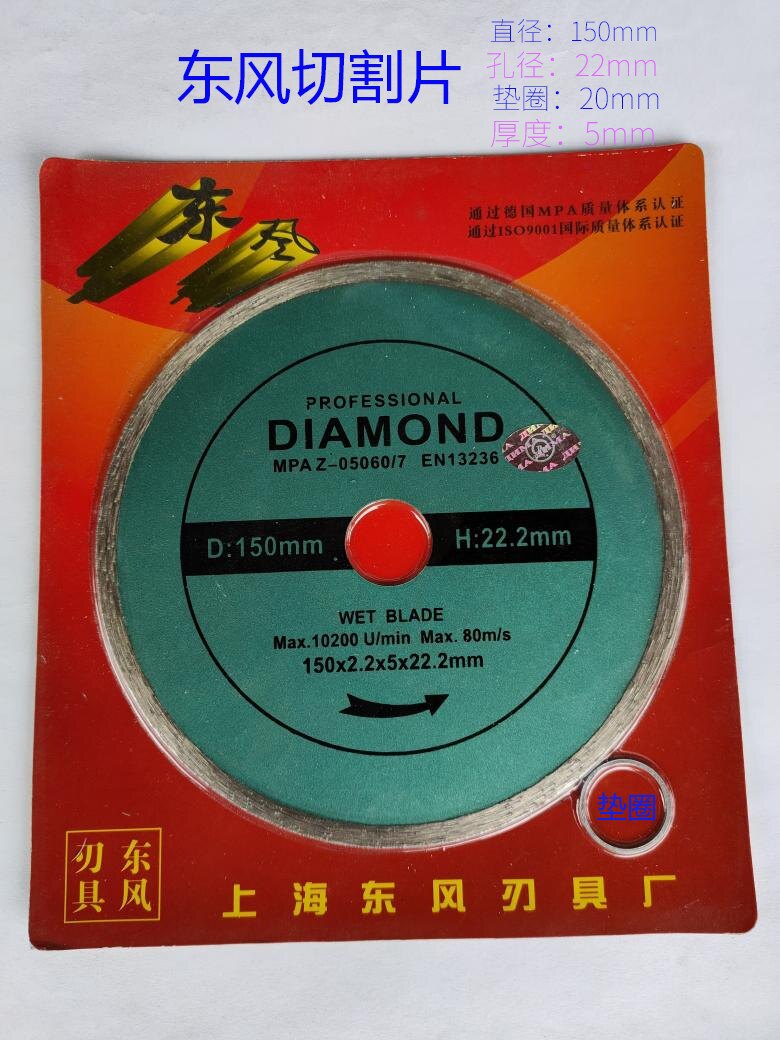 东风切割片
直径：150mm
孔径：22mm
垫圈：20mm
厚度：5mm
东风
通过德国MPA质量体系认证
通过ISO9001国际质量体系认证
PROFESSIONAL
DIAMOND
MPA Z-05060/7 EN13236
ДИМА
D:150mm H:22.2mm
WET BLADE
Max.10200 U/min Max. 80m/s
150x2.2x5x22.2mm
垫圈
东风
刃具
上海东风刃具厂